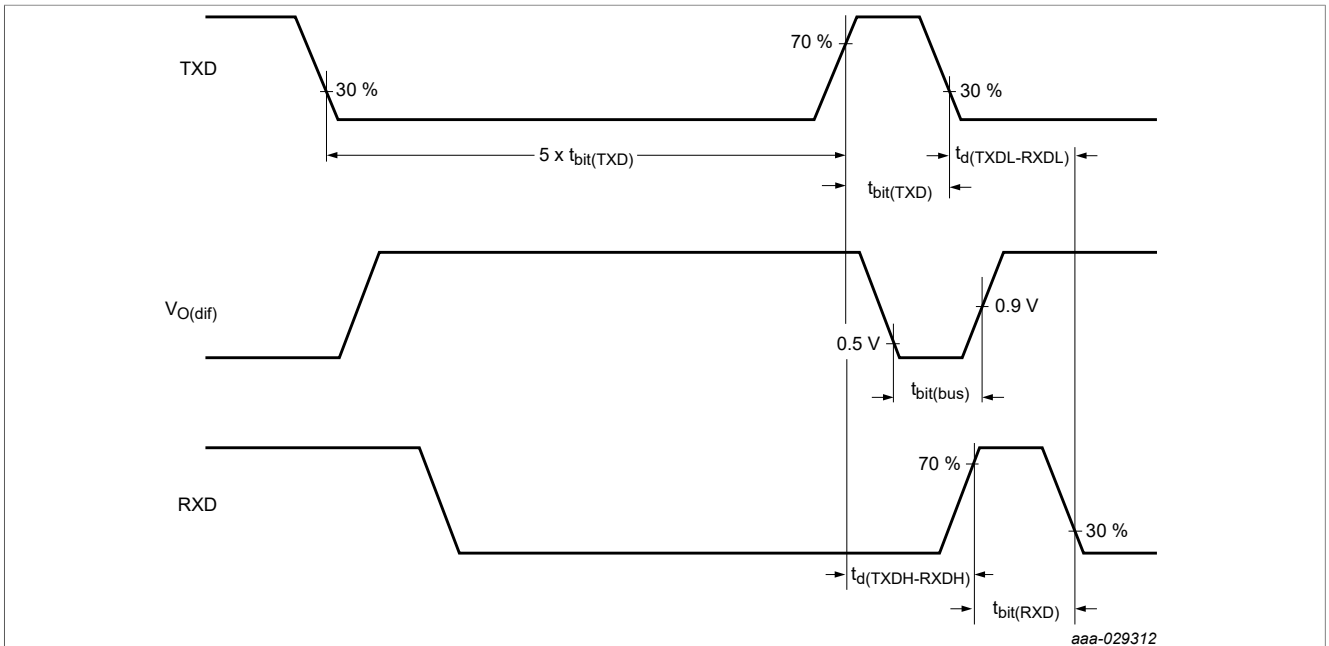 TXD
70 %
30 %
30 %
5 x tbit(TXD)
td(TXDL-RXDL)
tbit(TXD)
VO(dif)
0.9 V
0.5 V
tbit(bus)
RXD
70 %
30 %
td(TXDH-RXDH)
tbit(RXD)
aaa-029312